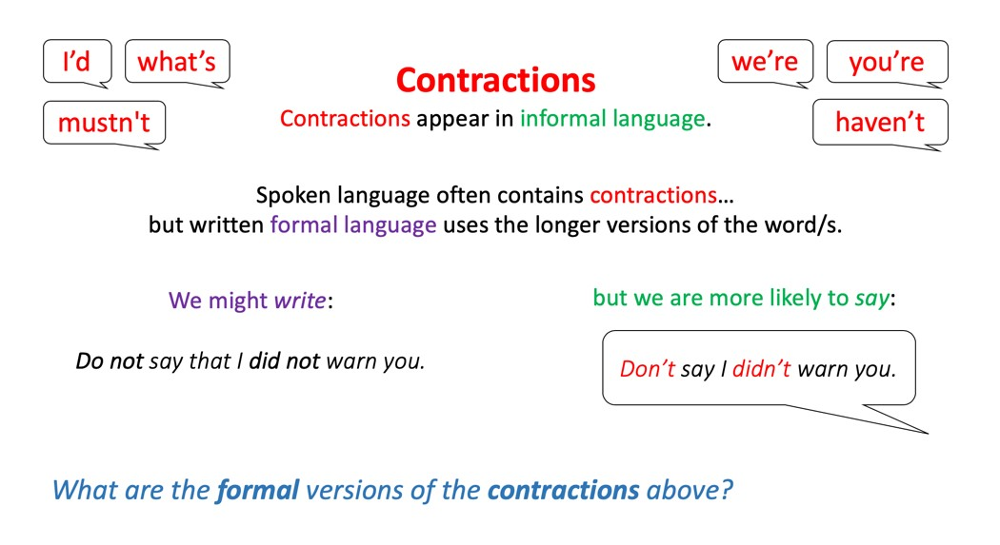 I’d
what’s
we’re
you’re
Contractions
mustn't
Contractions appear in informal language.
haven’t
Spoken language often contains contractions…
but written formal language uses the longer versions of the word/s.
We might write:
but we are more likely to say:
Do not say that I did not warn you.
Don’t say I didn’t warn you.
What are the formal versions of the contractions above?